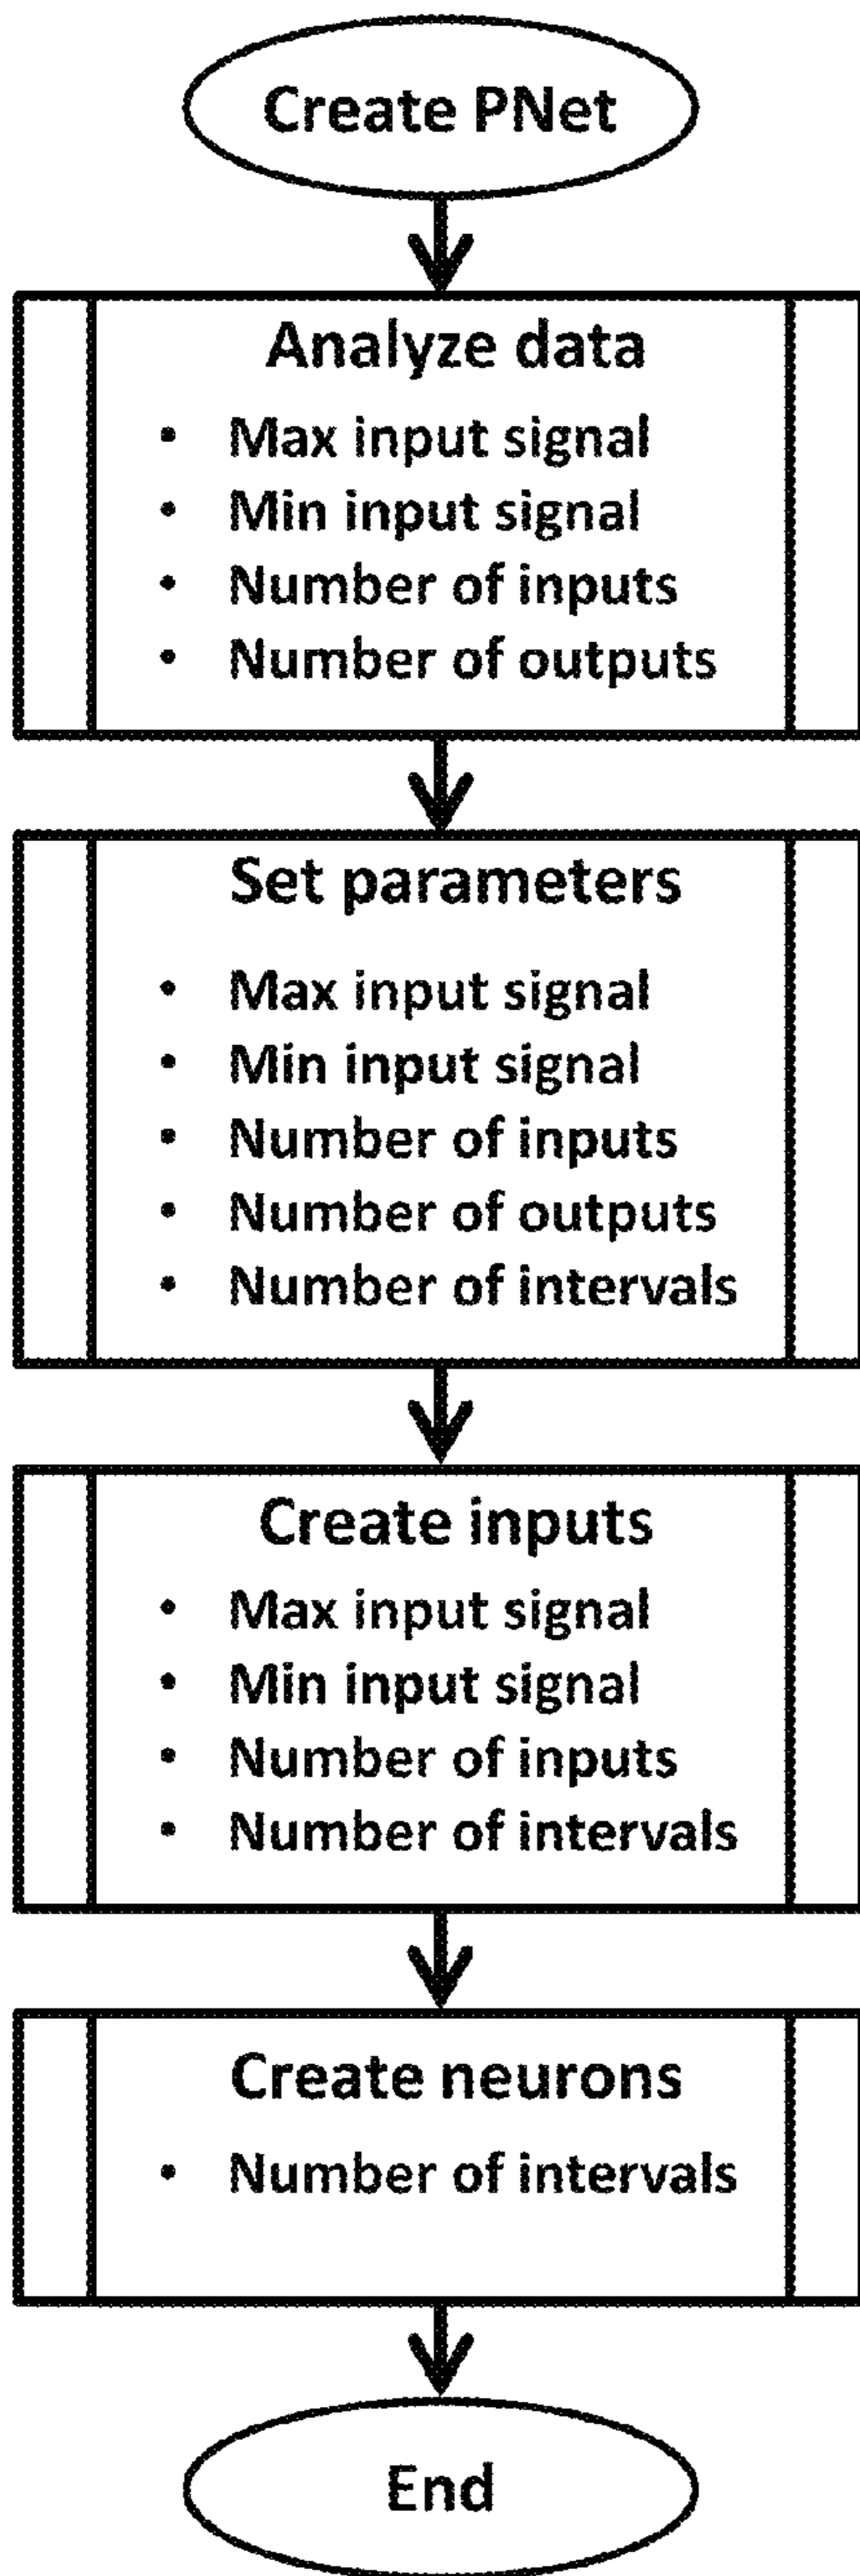 Create PNet
Analyze data
• Max input signal
• Min input signal
• Number of inputs
• Number of outputs
Set parameters
• Max input signal
• Min input signal
• Number of inputs
• Number of outputs
• Number of intervals
Create inputs
• Max input signal
• Min input signal
• Number of inputs
• Number of intervals
Create neurons
• Number of intervals
End